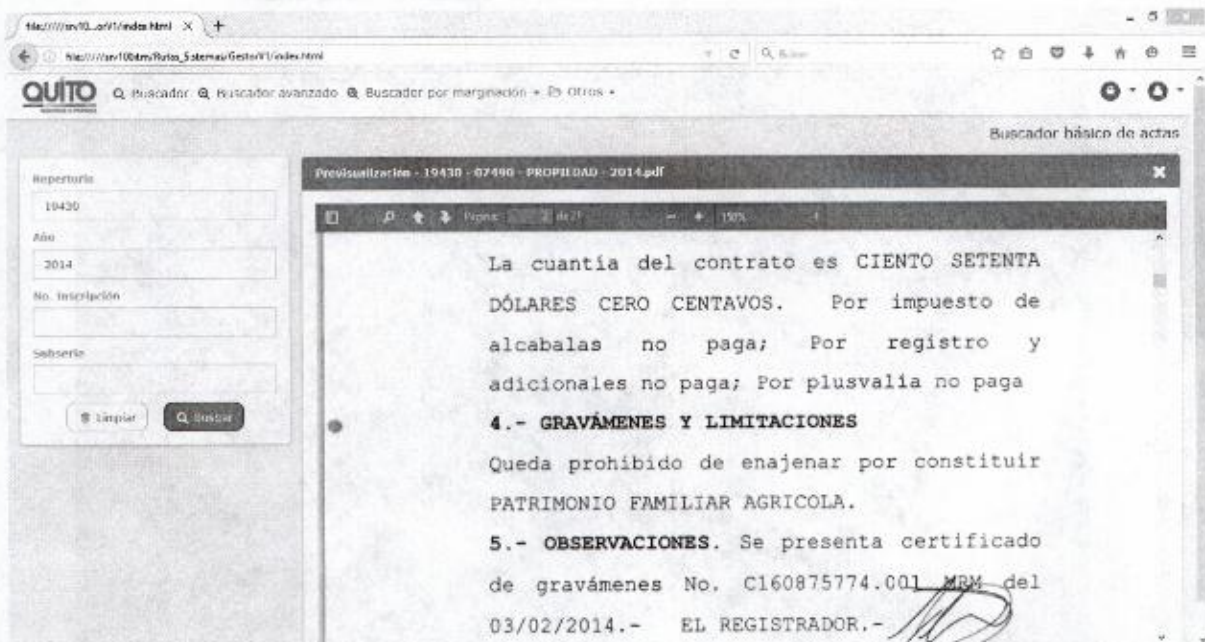 QUITO
Buscador Buscador avanzado Buscador por marginación Otros
Buscador básico de actas
Repertorio
19430
Año
2014
No. Inscripción
Subserie
Limpiar Buscar
Previsualización - 19430 - 07490 - PROPIEDAD - 2014.pdf
150%
La cuantía del contrato es CIENTO SETENTA
DÓLARES CERO CENTAVOS. Por impuesto de
alcabalas no paga; Por registro y
adicionales no paga; Por plusvalía no paga
4.- GRAVÁMENES Y LIMITACIONES
Queda prohibido de enajenar por constituir
PATRIMONIO FAMILIAR AGRICOLA.
5.- OBSERVACIONES. Se presenta certificado
de gravámenes No. C160875774.001 MRM del
03/02/2014.- EL REGISTRADOR.-